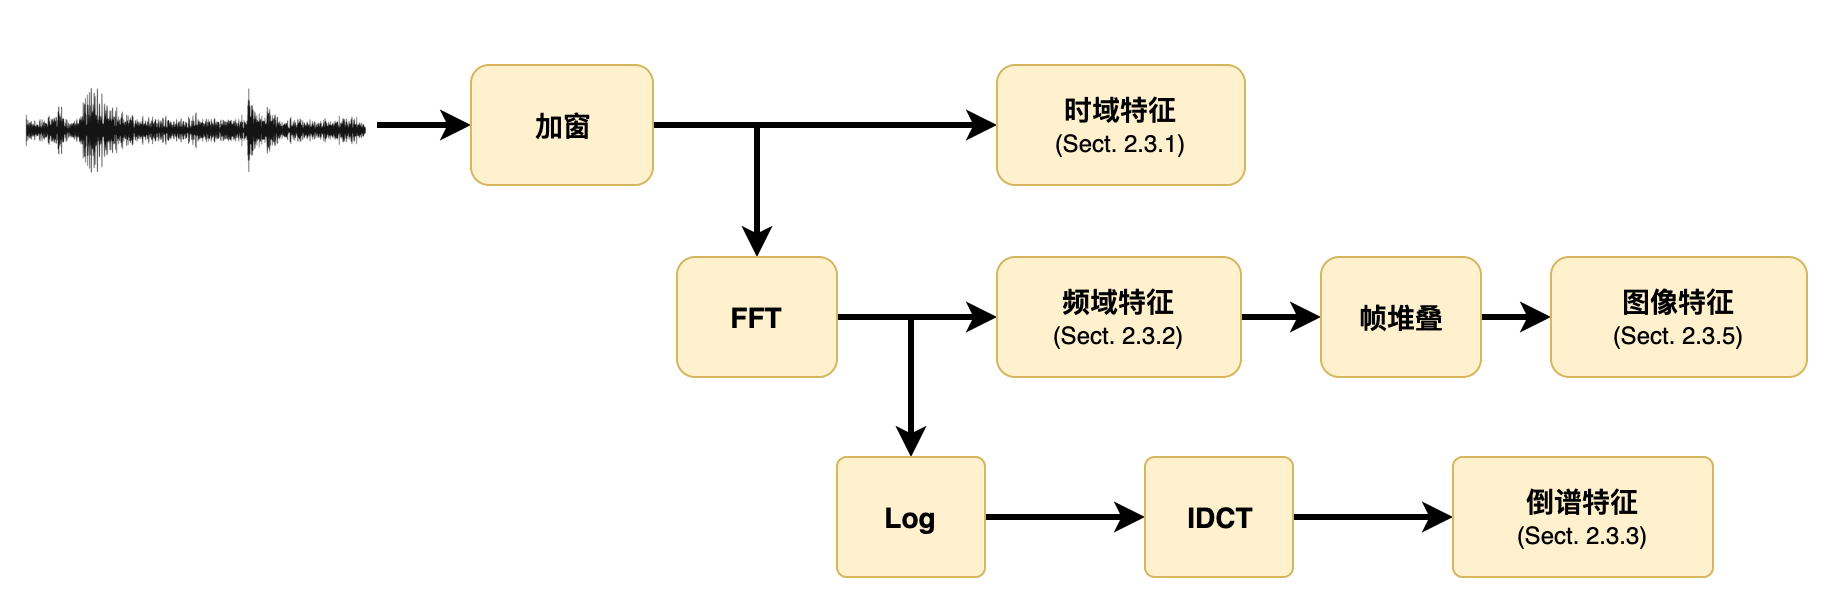 加窗
时域特征
(Sect. 2.3.1)
FFT
频域特征
(Sect. 2.3.2)
帧堆叠
图像特征
(Sect. 2.3.5)
Log
IDCT
倒谱特征
(Sect. 2.3.3)